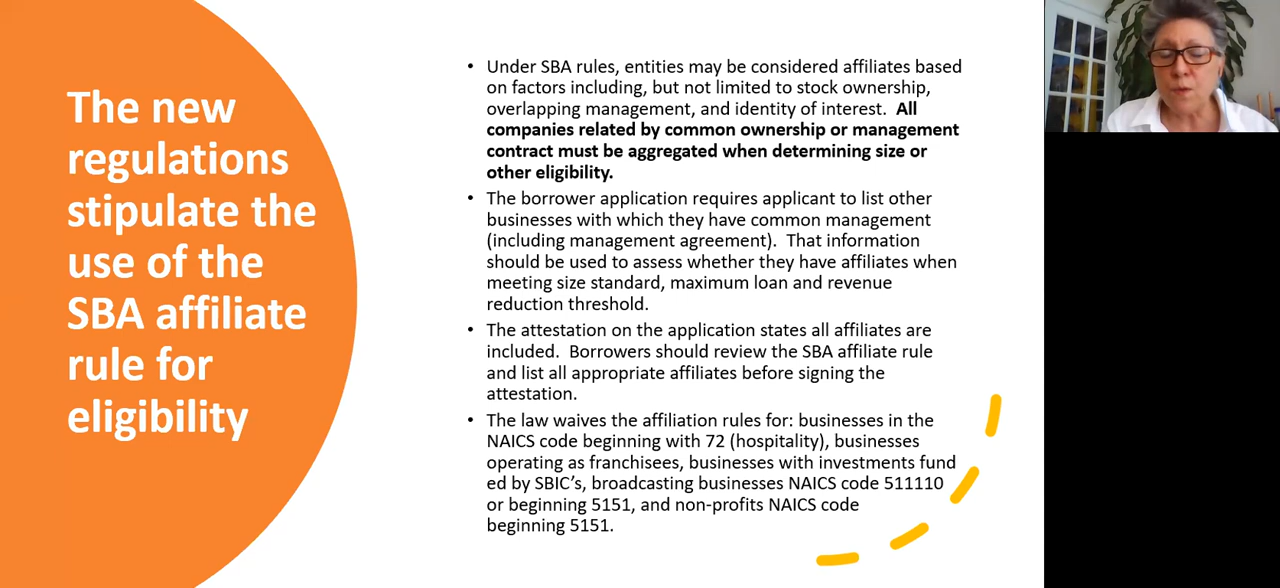 The new
regulations
stipulate the
use of the
SBA affiliate
rule for
eligibility
• Under SBA rules, entities may be considered affiliates based
on factors including, but not limited to stock ownership,
overlapping management, and identity of interest. All
companies related by common ownership or management
contract must be aggregated when determining size or
other eligibility.
• The borrower application requires applicant to list other
businesses with which they have common management
(including management agreement). That information
should be used to assess whether they have affiliates when
meeting size standard, maximum loan and revenue
reduction threshold.
• The attestation on the application states all affiliates are
included. Borrowers should review the SBA affiliate rule
and list all appropriate affiliates before signing the
attestation.
• The law waives the affiliation rules for: businesses in the
NAICS code beginning with 72 (hospitality), businesses
operating as franchisees, businesses with investments fund
ed by SBIC’s, broadcasting businesses NAICS code 511110
or beginning 5151, and non-profits NAICS code
beginning 5151.